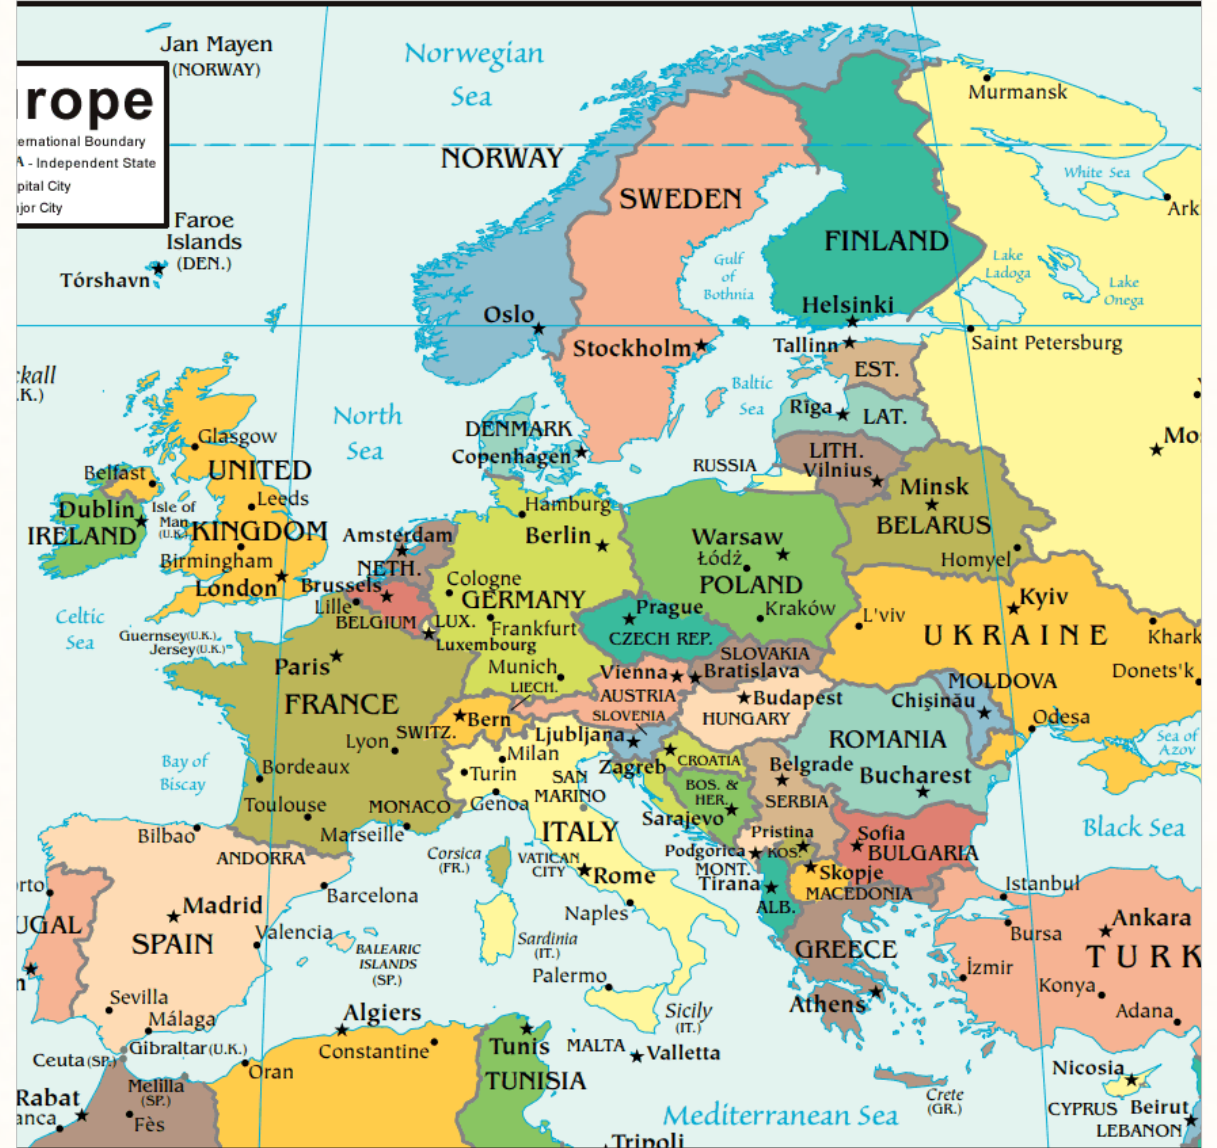 Jan Mayen
(NORWAY)
Norwegian
Sea
Murmansk
urope
ernational Boundary
A - Independent State
pital City
jor City
NORWAY
White Sea
SWEDEN
Ark
Faroe
Islands
(DEN.)
Tórshavn
FINLAND
Gulf
of
Bothnia
Lake
Ladoga
Lake
Onega
Oslo
Helsinki
Stockholm
Tallinn
Saint Petersburg
EST.
ckall
.K.)
Baltic
Sea
North
Sea
Rīga
LAT.
DENMARK
Copenhagen
Glasgow
Mo
LITH.
Vilnius
RUSSIA
UNITED
KINGDOM
Belfast
Leeds
Minsk
BELARUS
Dublin
IRELAND
Isle of
Man
(U.K.)
Hamburg
Berlin
Amsterdam
NETH.
Warsaw
Łódź
POLAND
Homyel
Birmingham
London
Brussels
Lille
BELGIUM
Cologne
GERMANY
Kyiv
UKRAINE
Celtic
Sea
LUX.
Luxembourg
Frankfurt
Prague
CZECH REP.
Kraków
L'viv
Khark
Guernsey(U.K.)
Jersey(U.K.)
Paris
FRANCE
Munich
LIECH.
SLOVAKIA
Bratislava
Vienna
AUSTRIA
Donets'k
MOLDOVA
Chişinău
Budapest
HUNGARY
Bern
SWITZ.
SLOVENIA
Ljubljana
Odesa
Lyon
Milan
Turin
Genoa
Zagreb
CROATIA
ROMANIA
Bucharest
Sea of
Azov
Bay of
Biscay
Bordeaux
SAN
MARINO
BOS. &
HER.
Sarajevo
Belgrade
SERBIA
Toulouse
MONACO
Marseille
ITALY
Black Sea
Bilbao
ANDORRA
Corsica
(FR.)
VATICAN
CITY
Rome
Pristina
KOS.
Sofia
BULGARIA
Podgorica
MONT.
Skopje
MACEDONIA
Tirana
ALB.
rto
UGAL
n
Madrid
SPAIN
Barcelona
Valencia
BALEARIC
ISLANDS
(SP.)
Naples
Istanbul
Bursa
Ankara
TURK
Sardinia
(IT.)
Palermo
GREECE
İzmir
Konya
Athens
Adana
Sevilla
Málaga
Sicily
(IT.)
Algiers
Constantine
Tunis
TUNISIA
MALTA
Valletta
Ceuta(SP.)
Gibraltar(U.K.)
Oran
Nicosia
CYPRUS
Beirut
LEBANON
Rabat
anca
Melilla
(SP.)
Fès
Crete
(GR.)
Mediterranean Sea
Tripoli